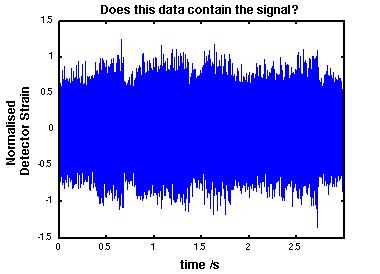 Does this data contain the signal?
1.5
1
0.5
0
-0.5
-1
-1.5
Normalised
Detector Strain
0 0.5 1 1.5 2 2.5
time /s